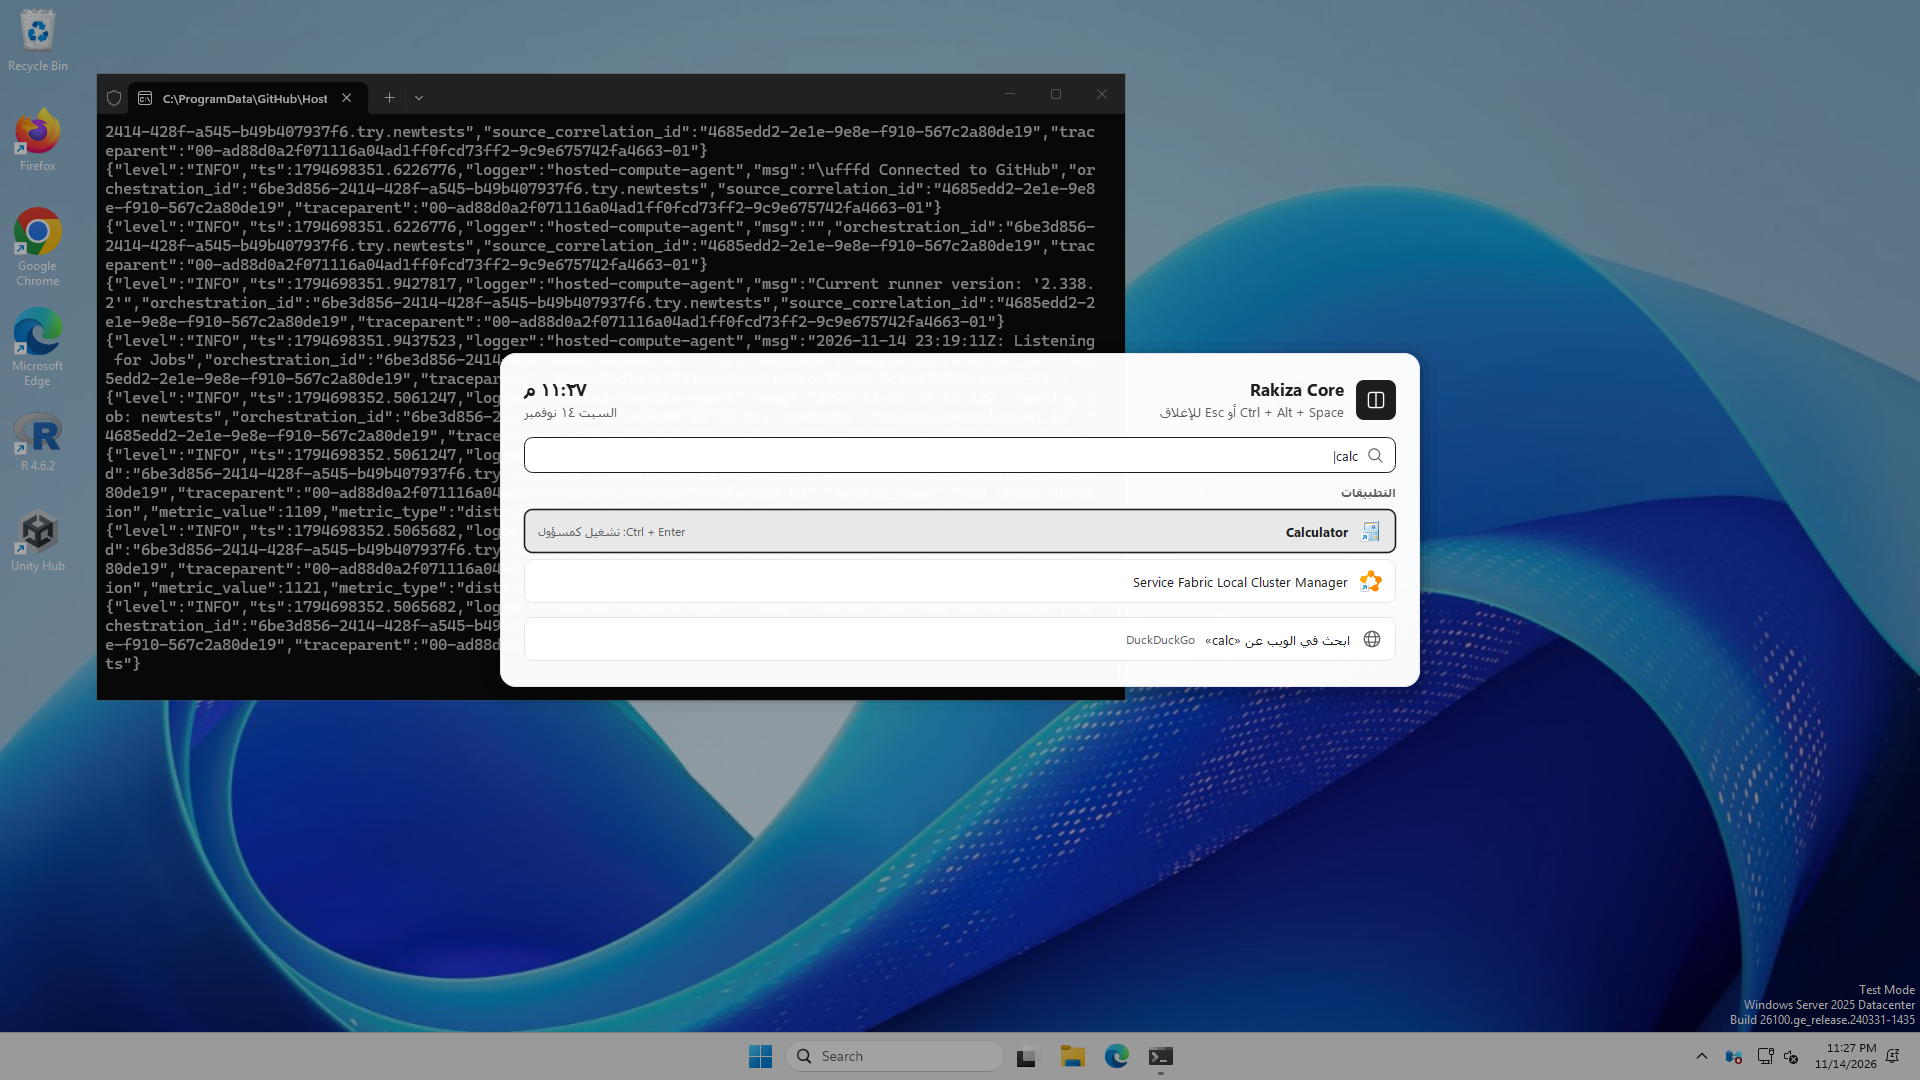 Recycle Bin
Firefox
Google
Chrome
Microsoft
Edge
R 4.6.2
Unity Hub
C:\ProgramData\GitHub\Host
2414-428f-a545-b49b407937f6.try.newtests","source_correlation_id":"4685edd2-2e1e-9e8e-f910-567c2a80de19","trac
eparent":"00-ad88d0a2f071116a04ad1ff0fcd73ff2-9c9e675742fa4663-01"}
{"level":"INFO","ts":1794698351.6226776,"logger":"hosted-compute-agent","msg":"\ufffd Connected to GitHub","or
chestration_id":"6be3d856-2414-428f-a545-b49b407937f6.try.newtests","source_correlation_id":"4685edd2-2e1e-9e8
e-f910-567c2a80de19","traceparent":"00-ad88d0a2f071116a04ad1ff0fcd73ff2-9c9e675742fa4663-01"}
{"level":"INFO","ts":1794698351.6226776,"logger":"hosted-compute-agent","msg":"","orchestration_id":"6be3d856-
2414-428f-a545-b49b407937f6.try.newtests","source_correlation_id":"4685edd2-2e1e-9e8e-f910-567c2a80de19","trac
eparent":"00-ad88d0a2f071116a04ad1ff0fcd73ff2-9c9e675742fa4663-01"}
{"level":"INFO","ts":1794698351.9427817,"logger":"hosted-compute-agent","msg":"Current runner version: '2.338.
2'","orchestration_id":"6be3d856-2414-428f-a545-b49b407937f6.try.newtests","source_correlation_id":"4685edd2-2
e1e-9e8e-f910-567c2a80de19","traceparent":"00-ad88d0a2f071116a04ad1ff0fcd73ff2-9c9e675742fa4663-01"}
{"level":"INFO","ts":1794698351.9437523,"logger":"hosted-compute-agent","msg":"2026-11-14 23:19:11Z: Listening
for Jobs","orchestration_id":"6be3d856-2414
5edd2-2e1e-9e8e-f910-567c2a80de19","tracep
{"level":"INFO","ts":1794698352.5061247,"log
ob: newtests","orchestration_id":"6be3d856-2
4685edd2-2e1e-9e8e-f910-567c2a80de19","trace
{"level":"INFO","ts":1794698352.5061247,"log
d":"6be3d856-2414-428f-a545-b49b407937f6.try
80de19","traceparent":"00-ad88d0a2f071116a04
ion","metric_value":1109,"metric_type":"dist
{"level":"INFO","ts":1794698352.5065682,"log
d":"6be3d856-2414-428f-a545-b49b407937f6.try
80de19","traceparent":"00-ad88d0a2f071116a04
ion","metric_value":1121,"metric_type":"dist
{"level":"INFO","ts":1794698352.5065682,"log
chestration_id":"6be3d856-2414-428f-a545-b49
e-f910-567c2a80de19","traceparent":"00-ad88d
ts"}
Rakiza Core
Ctrl + Alt + Space أو Esc للإغلاق
١١:٢٧ م
السبت ١٤ نوفمبر
calc
التطبيقات
Calculator
Ctrl + Enter: تشغيل كمسؤول
Service Fabric Local Cluster Manager
ابحث في الويب عن «calc» DuckDuckGo
Test Mode
Windows Server 2025 Datacenter
Build 26100.ge_release.240331-1435
Search
11:27 PM
11/14/2026